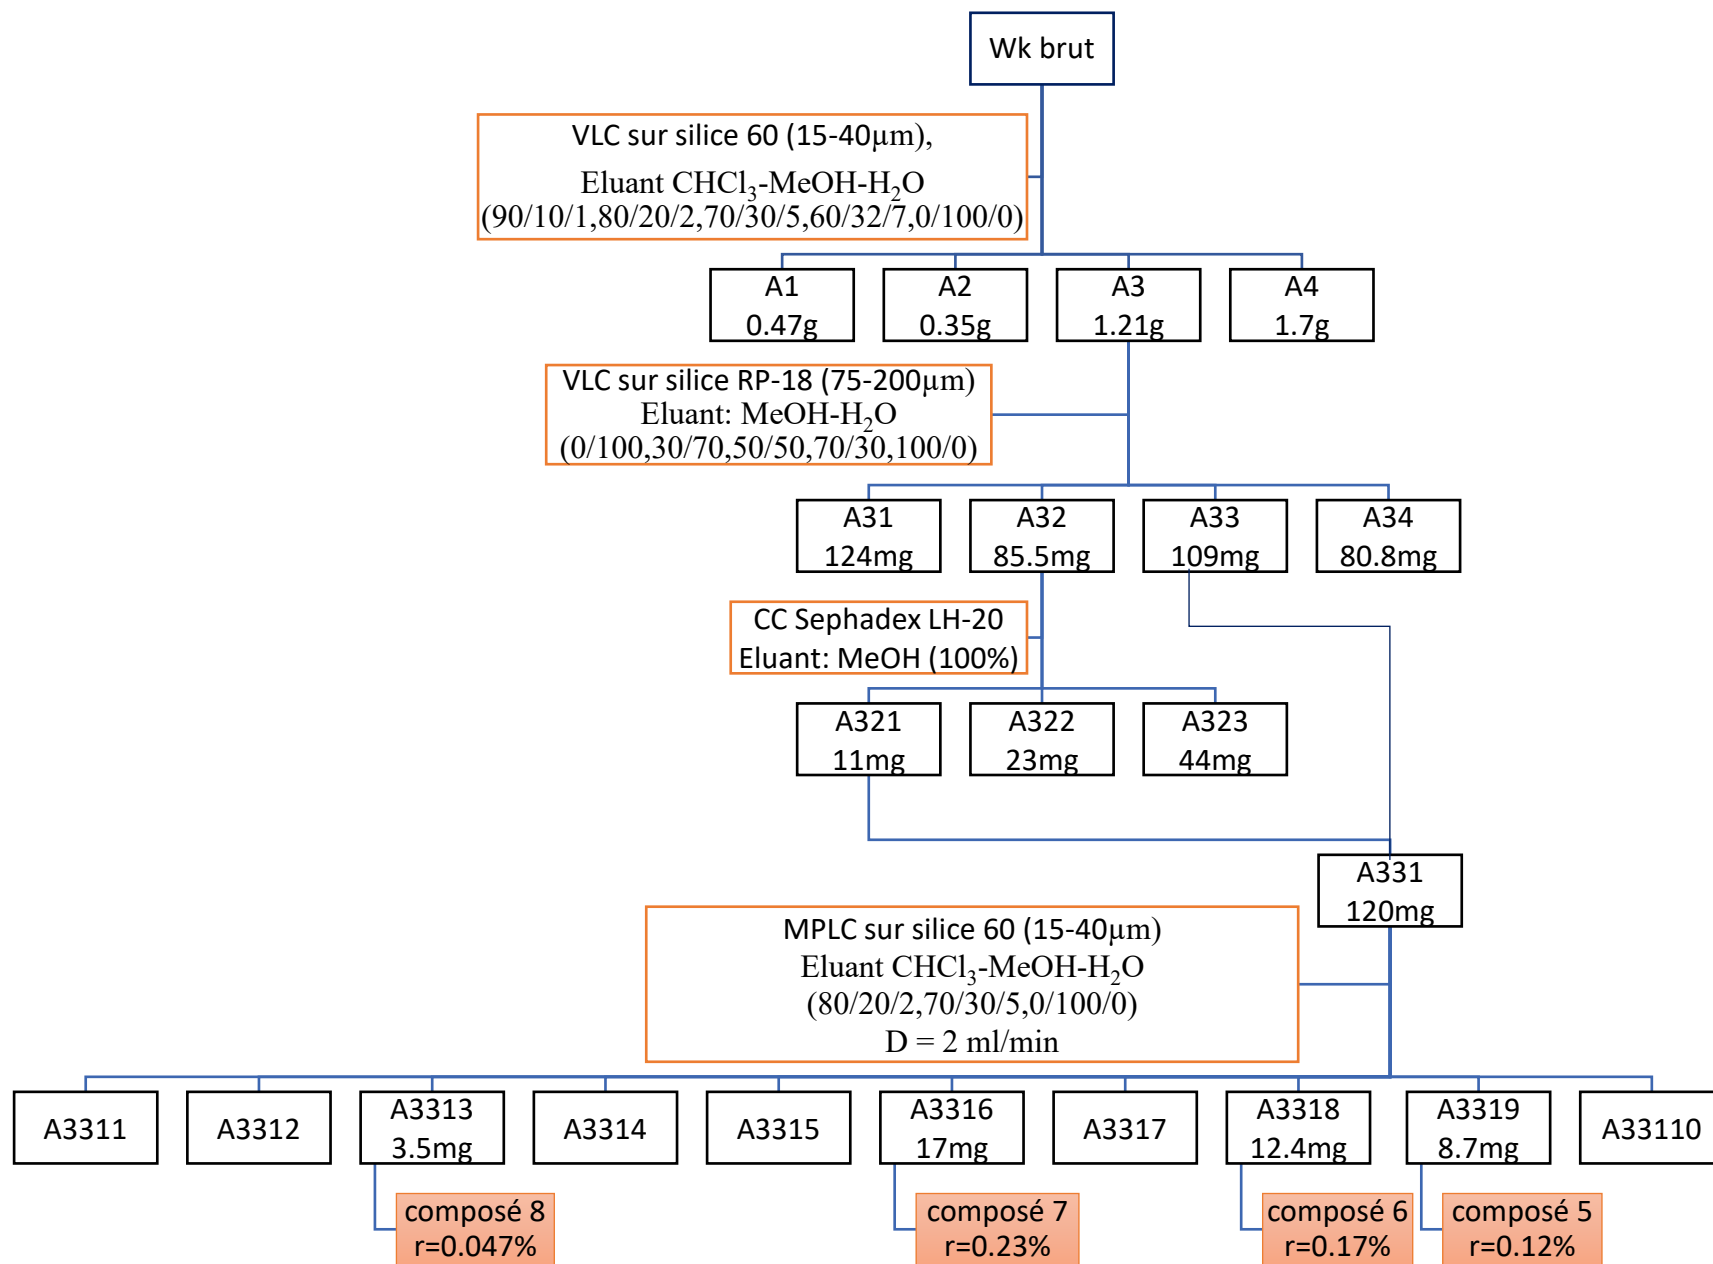 Wk brut
VLC sur silice 60 (15-40µm),
Eluant CHCl₃-MeOH-H₂O
(90/10/1,80/20/2,70/30/5,60/32/7,0/100/0)
A1
0.47g
A2
0.35g
A3
1.21g
A4
1.7g
VLC sur silice RP-18 (75-200µm)
Eluant: MeOH-H₂O
(0/100,30/70,50/50,70/30,100/0)
A31
124mg
A32
85.5mg
A33
109mg
A34
80.8mg
CC Sephadex LH-20
Eluant: MeOH (100%)
A321
11mg
A322
23mg
A323
44mg
A331
120mg
MPLC sur silice 60 (15-40µm)
Eluant CHCl₃-MeOH-H₂O
(80/20/2,70/30/5,0/100/0)
D = 2 ml/min
A3311
A3312
A3313
3.5mg
A3314
A3315
A3316
17mg
A3317
A3318
12.4mg
A3319
8.7mg
A33110
composé 8
r=0.047%
composé 7
r=0.23%
composé 6
r=0.17%
composé 5
r=0.12%